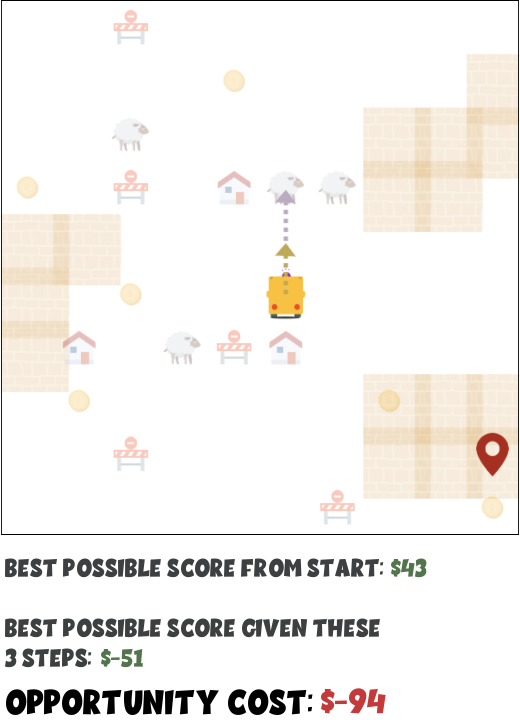 BEST POSSIBLE SCORE FROM START: $43
BEST POSSIBLE SCORE GIVEN THESE
3 STEPS: $-51
OPPORTUNITY COST: $-94